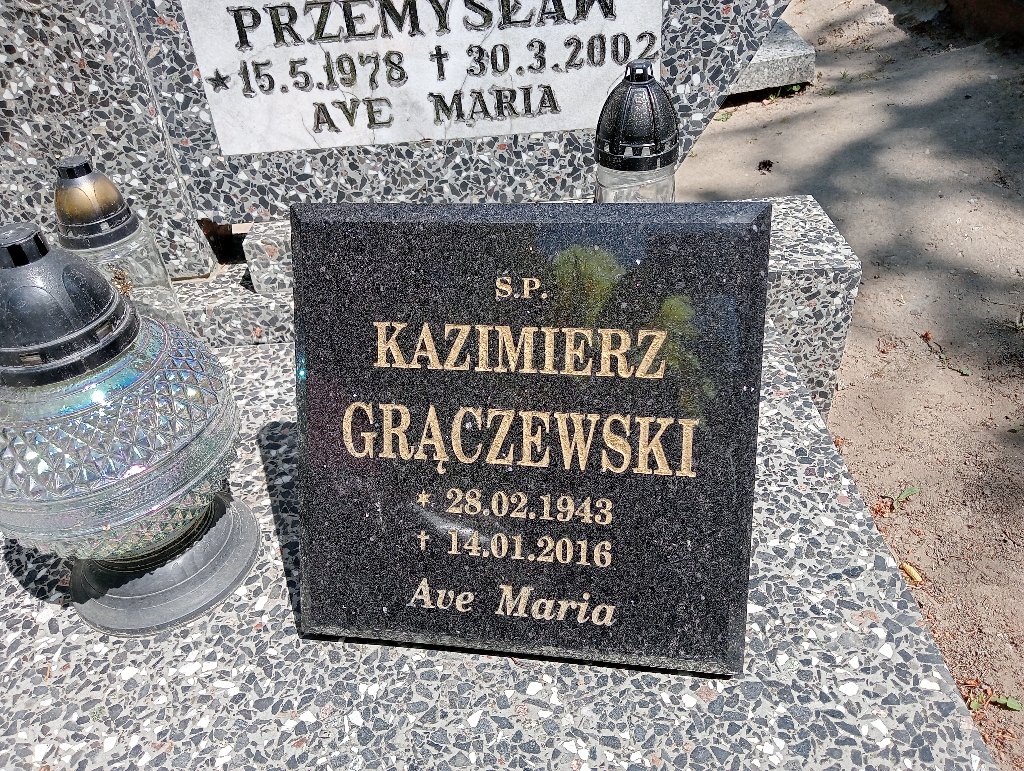 PRZEMYSŁAW
* 15.5.1978 † 30.3.2002
AVE MARIA
Ś.P.
KAZIMIERZ
GRĄCZEWSKI
* 28.02.1943
† 14.01.2016
Ave Maria